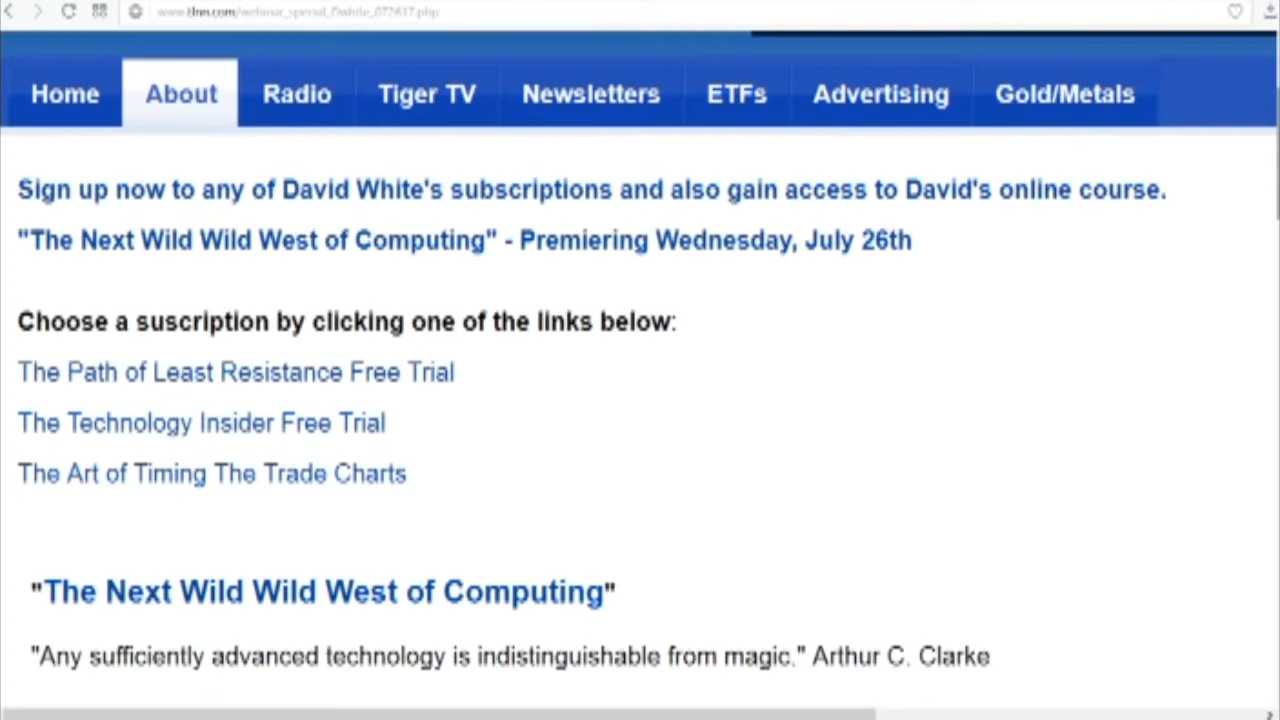 Home About Radio Tiger TV Newsletters ETFs Advertising Gold/Metals
Sign up now to any of David White's subscriptions and also gain access to David's online course.
"The Next Wild Wild West of Computing" - Premiering Wednesday, July 26th
Choose a suscription by clicking one of the links below:
The Path of Least Resistance Free Trial
The Technology Insider Free Trial
The Art of Timing The Trade Charts
"The Next Wild Wild West of Computing"
"Any sufficiently advanced technology is indistinguishable from magic." Arthur C. Clarke